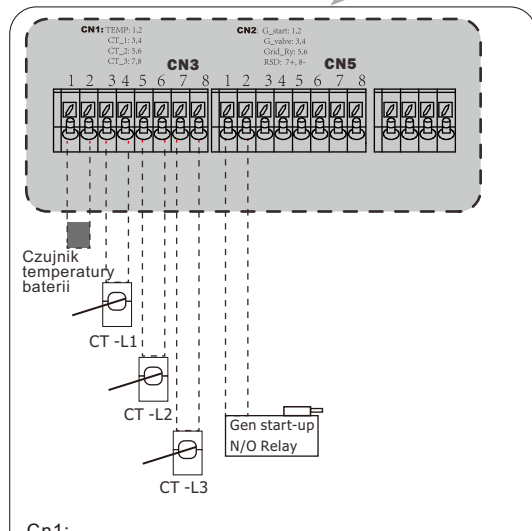 CN1: TEMP: 1,2
CT_1: 3,4
CT_2: 5,6
CT_3: 7,8
CN2: G_start: 1,2
G_valve: 3,4
Grid_Ry: 5,6
RSD: 7+, 8-
CN3
CN5
1 2 3 4 5 6 7 8
1 2 3 4 5 6 7 8
Czujnik
temperatury
baterii
CT -L1
CT -L2
CT -L3
Gen start-up
N/O Relay
Cn1: